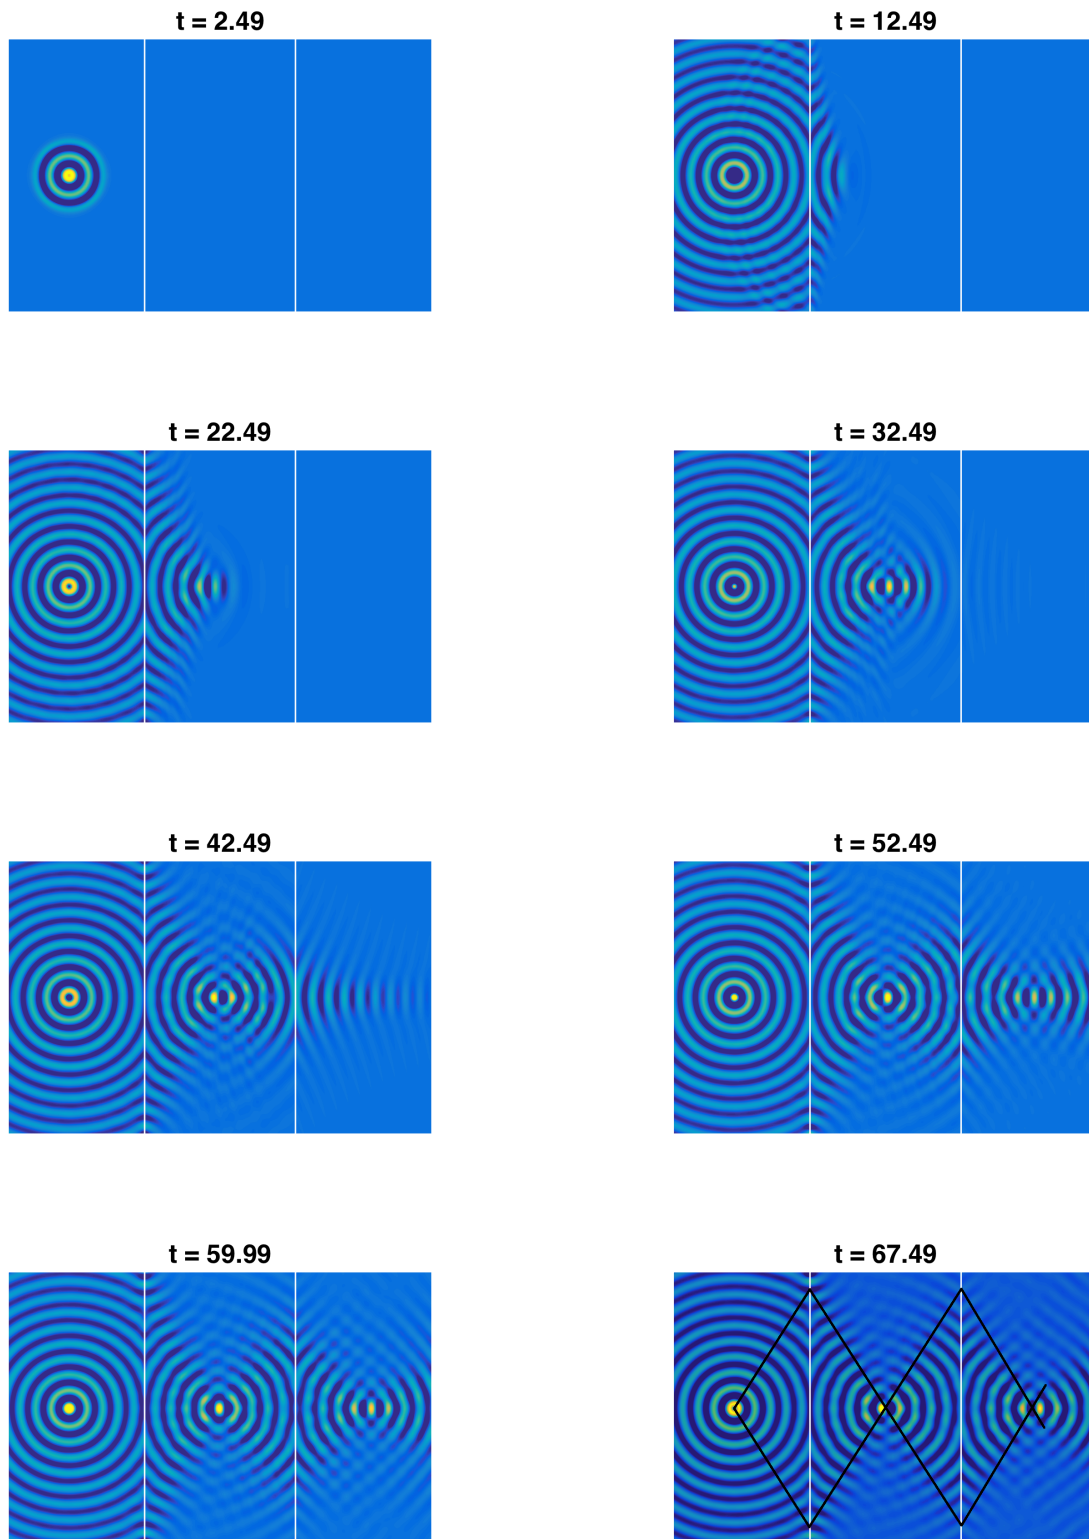 t = 2.49
t = 12.49
t = 22.49
t = 32.49
t = 42.49
t = 52.49
t = 59.99
t = 67.49